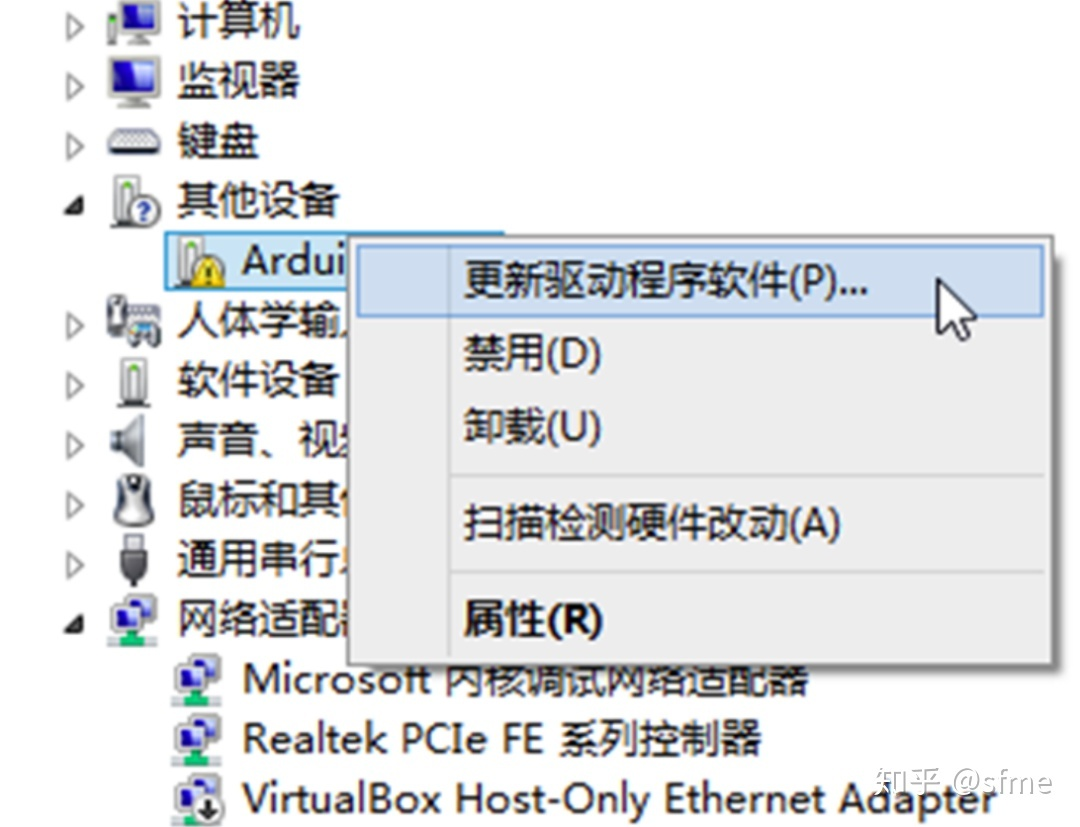 计算机
监视器
键盘
其他设备
Ardui
更新驱动程序软件(P)...
人体学输
禁用(D)
软件设备
卸载(U)
声音、视
鼠标和其
扫描检测硬件改动(A)
通用串行
网络适配
属性(R)
Microsoft 内核调试网络适配器
Realtek PCIe FE 系列控制器
VirtualBox Host-Only Ethernet Adapter
知乎 @sfme